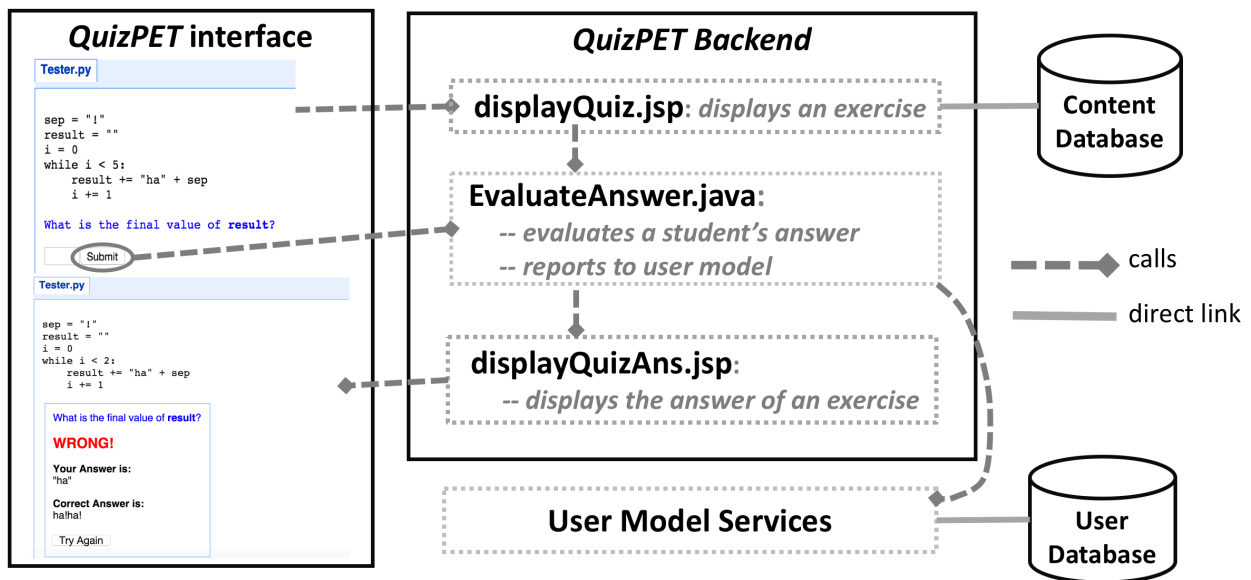 QuizPET interface
Tester.py
sep = "!"
result = ""
i = 0
while i < 5:
    result += "ha" + sep
    i += 1
What is the final value of result?
Submit
Tester.py
sep = "!"
result = ""
i = 0
while i < 2:
    result += "ha" + sep
    i += 1
What is the final value of result?
WRONG!
Your Answer is:
"ha"
Correct Answer is:
ha!ha!
Try Again
QuizPET Backend
displayQuiz.jsp: displays an exercise
EvaluateAnswer.java:
-- evaluates a student's answer
-- reports to user model
displayQuizAns.jsp:
-- displays the answer of an exercise
User Model Services
Content
Database
calls
direct link
User
Database